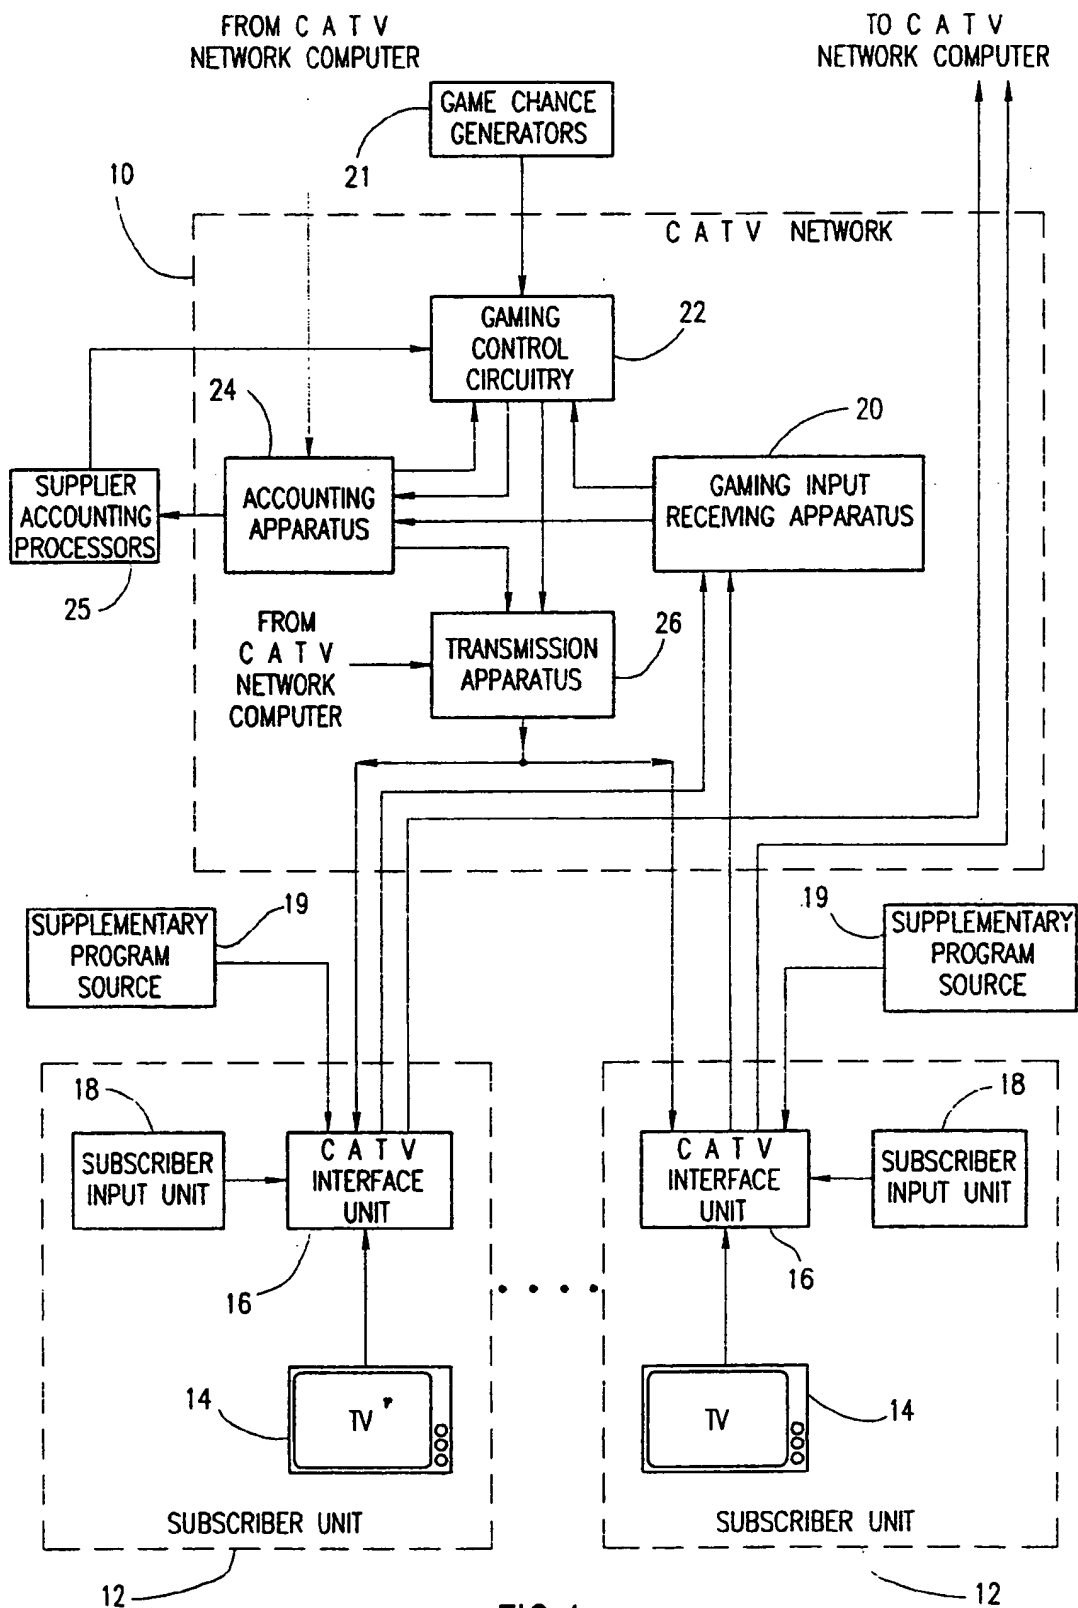 FROM C A T V
NETWORK COMPUTER
TO C A T V
NETWORK COMPUTER
GAME CHANCE
GENERATORS
21
10
C A T V NETWORK
GAMING
CONTROL
CIRCUITRY
22
24
20
SUPPLIER
ACCOUNTING
PROCESSORS
25
ACCOUNTING
APPARATUS
GAMING INPUT
RECEIVING APPARATUS
FROM
C A T V
NETWORK
COMPUTER
TRANSMISSION
APPARATUS
26
SUPPLEMENTARY
PROGRAM
SOURCE
19
19
SUPPLEMENTARY
PROGRAM
SOURCE
18
SUBSCRIBER
INPUT UNIT
C A T V
INTERFACE
UNIT
16
C A T V
INTERFACE
UNIT
16
18
SUBSCRIBER
INPUT UNIT
14
TV
TV
14
SUBSCRIBER UNIT
SUBSCRIBER UNIT
12
12